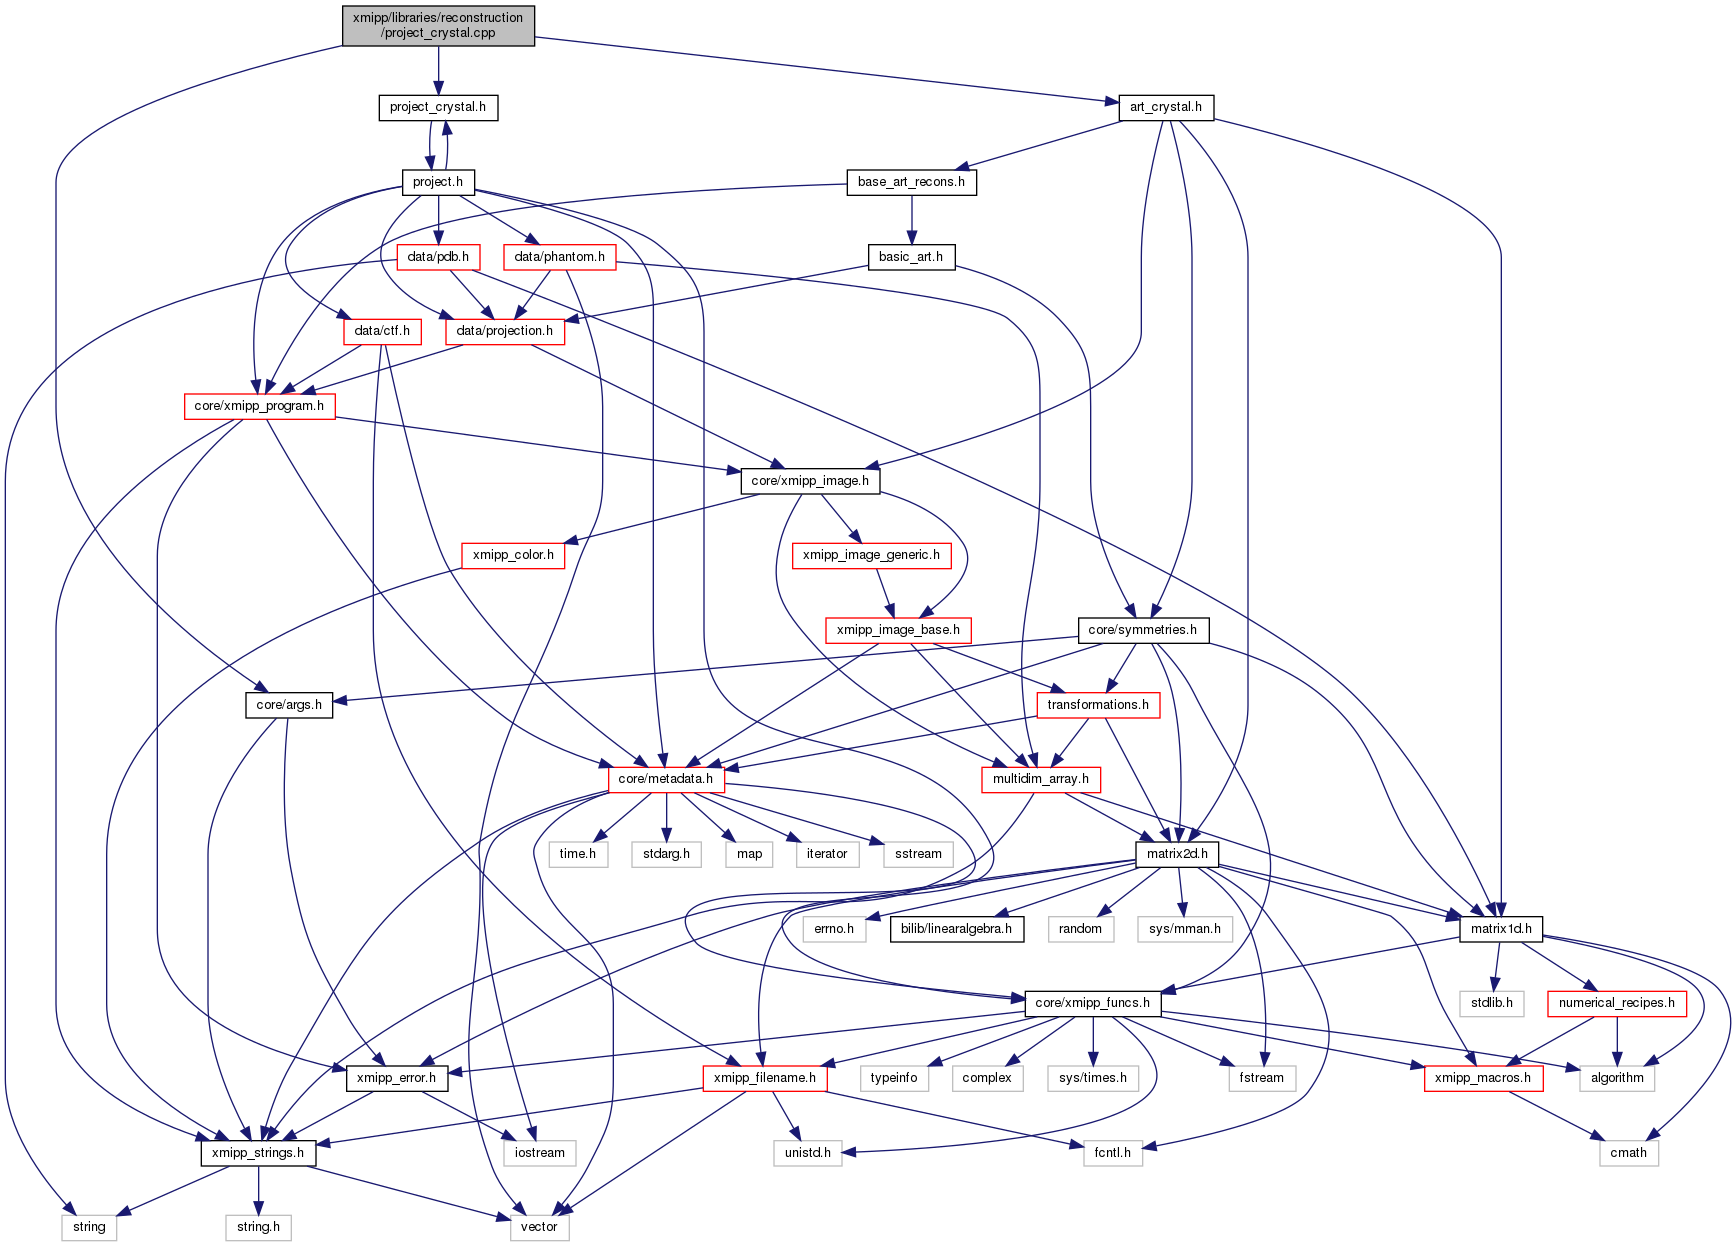 xmipp/libraries/reconstruction
/project_crystal.cpp
project_crystal.h
art_crystal.h
project.h
base_art_recons.h
data/pdb.h
data/phantom.h
basic_art.h
data/ctf.h
data/projection.h
core/xmipp_program.h
core/xmipp_image.h
xmipp_color.h
xmipp_image_generic.h
xmipp_image_base.h
core/symmetries.h
core/args.h
transformations.h
core/metadata.h
multidim_array.h
time.h
stdarg.h
map
iterator
sstream
matrix2d.h
errno.h
bilib/linearalgebra.h
random
sys/mman.h
matrix1d.h
core/xmipp_funcs.h
stdlib.h
numerical_recipes.h
xmipp_error.h
xmipp_filename.h
typeinfo
complex
sys/times.h
fstream
xmipp_macros.h
algorithm
xmipp_strings.h
iostream
unistd.h
fcntl.h
cmath
string
string.h
vector